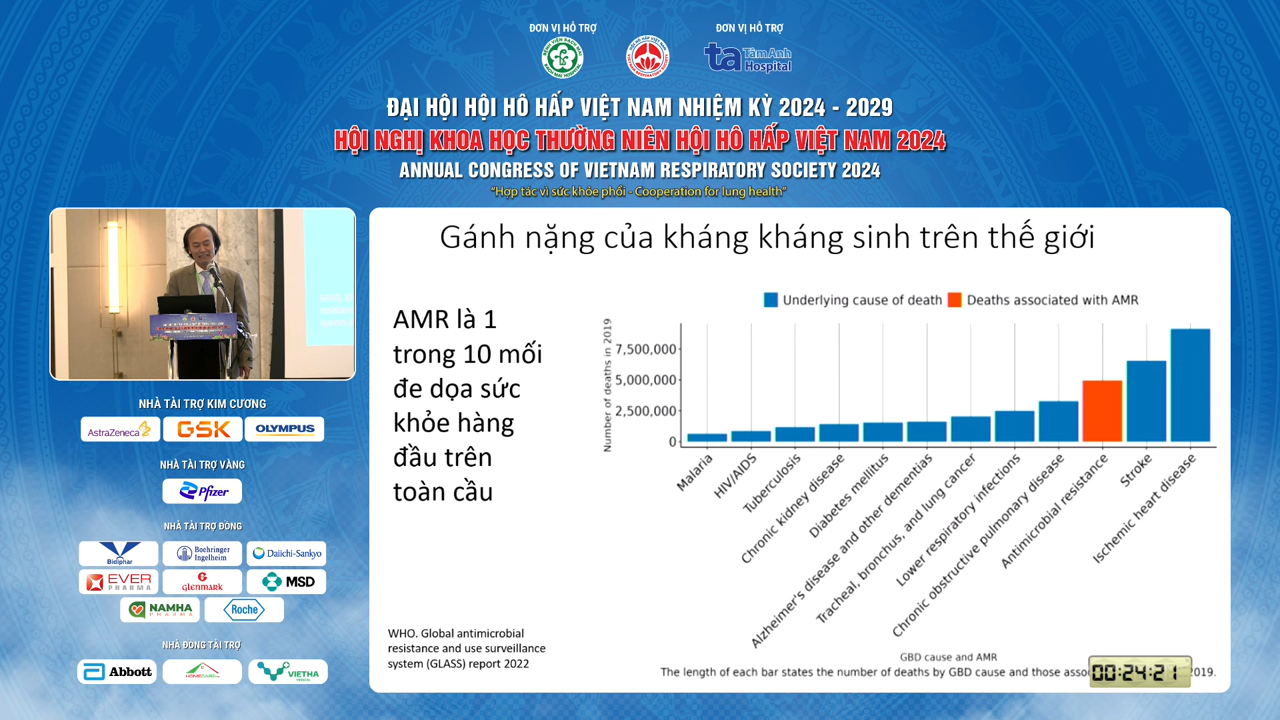 ĐƠN VỊ HỖ TRỢ
ĐƠN VỊ HỖ TRỢ
ta TâmAnh Hospital
ĐẠI HỘI HỘI HÔ HẤP VIỆT NAM NHIỆM KỲ 2024 - 2029
HỘI NGHỊ KHOA HỌC THƯỜNG NIÊN HỘI HÔ HẤP VIỆT NAM 2024
ANNUAL CONGRESS OF VIETNAM RESPIRATORY SOCIETY 2024
“Hợp tác vì sức khỏe phổi - Cooperation for lung health”
NHÀ TÀI TRỢ KIM CƯƠNG
AstraZeneca
GSK
OLYMPUS
NHÀ TÀI TRỢ VÀNG
Pfizer
NHÀ TÀI TRỢ ĐỒNG
Bidiphar
Boehringer Ingelheim
Daiichi-Sankyo
EVER PHARMA
GLENMARK
MSD
NAMHA PHARMA
Roche
NHÀ ĐỒNG TÀI TRỢ
Abbott
VIETHA
Gánh nặng của kháng kháng sinh trên thế giới
AMR là 1
trong 10 mối
đe dọa sức
khỏe hàng
đầu trên
toàn cầu
WHO. Global antimicrobial
resistance and use surveillance
system (GLASS) report 2022
Underlying cause of death
Deaths associated with AMR
Number of deaths in 2019
7,500,000
5,000,000
2,500,000
0
Malaria
HIV/AIDS
Tuberculosis
Chronic kidney disease
Diabetes mellitus
Alzheimer's disease and other dementias
Tracheal, bronchus, and lung cancer
Lower respiratory infections
Chronic obstructive pulmonary disease
Antimicrobial resistance
Stroke
Ischemic heart disease
GBD cause and AMR
The length of each bar states the number of deaths by GBD cause and those 2019.
00:24:21